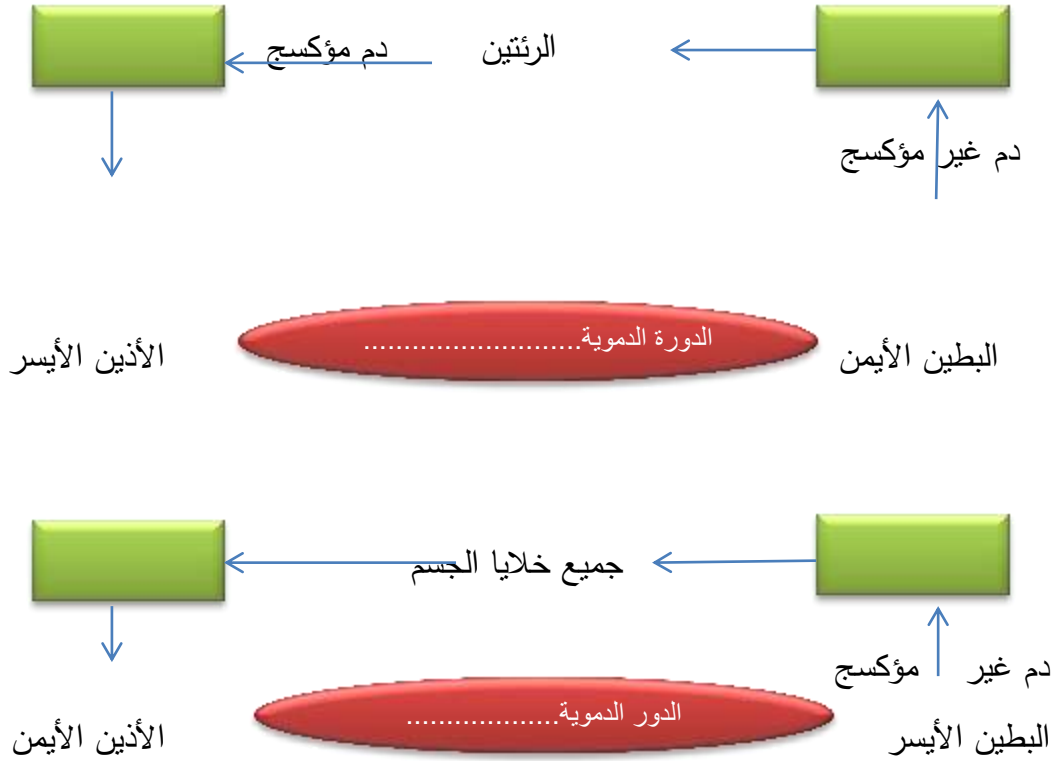 الرئتين
دم مؤكسج
دم غير مؤكسج
البطين الأيمن
الدورة الدموية...........................
الأذين الأيسر
جميع خلايا الجسم
دم غير مؤكسج
البطين الأيسر
الدور الدموية...................
الأذين الأيمن